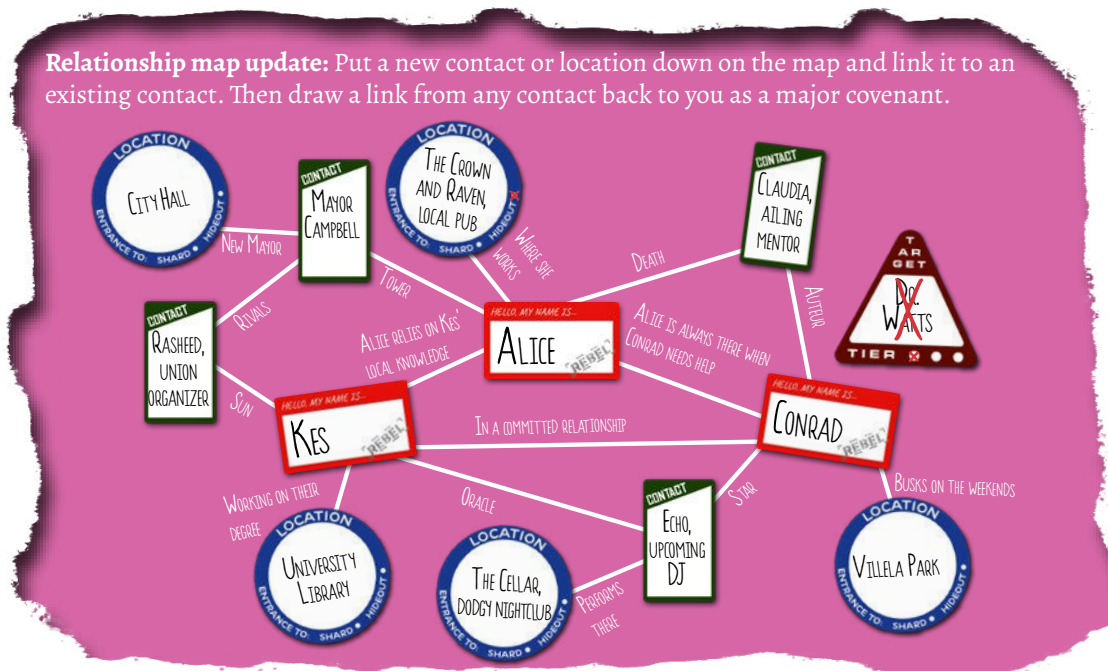 Relationship map update: Put a new contact or location down on the map and link it to an
existing contact. Then draw a link from any contact back to you as a major covenant.
LOCATION
City Hall
ENTRANCE TO: SHARD • HIDEOUT •
New Mayor
CONTACT
Mayor
Campbell
LOCATION
The Crown
and Raven,
local pub
ENTRANCE TO: SHARD • HIDEOUT
Where she
works
CONTACT
Claudia,
ailing
mentor
Death
Auteur
TARGET
Dr.
Watts
TIER
Tower
Rivals
CONTACT
Rasheed,
union
organizer
Sun
Alice relies on Kes'
local knowledge
HELLO, MY NAME IS...
Alice
REBEL
Alice is always there when
Conrad needs help
HELLO, MY NAME IS...
Kes
REBEL
In a committed relationship
HELLO, MY NAME IS...
Conrad
REBEL
Working on their
degree
Oracle
Star
Busks on the weekends
LOCATION
University
Library
ENTRANCE TO: SHARD • HIDEOUT •
LOCATION
The Cellar,
dodgy nightclub
ENTRANCE TO: SHARD • HIDEOUT •
Performs
there
CONTACT
Echo,
upcoming
DJ
LOCATION
Villela Park
ENTRANCE TO: SHARD • HIDEOUT •